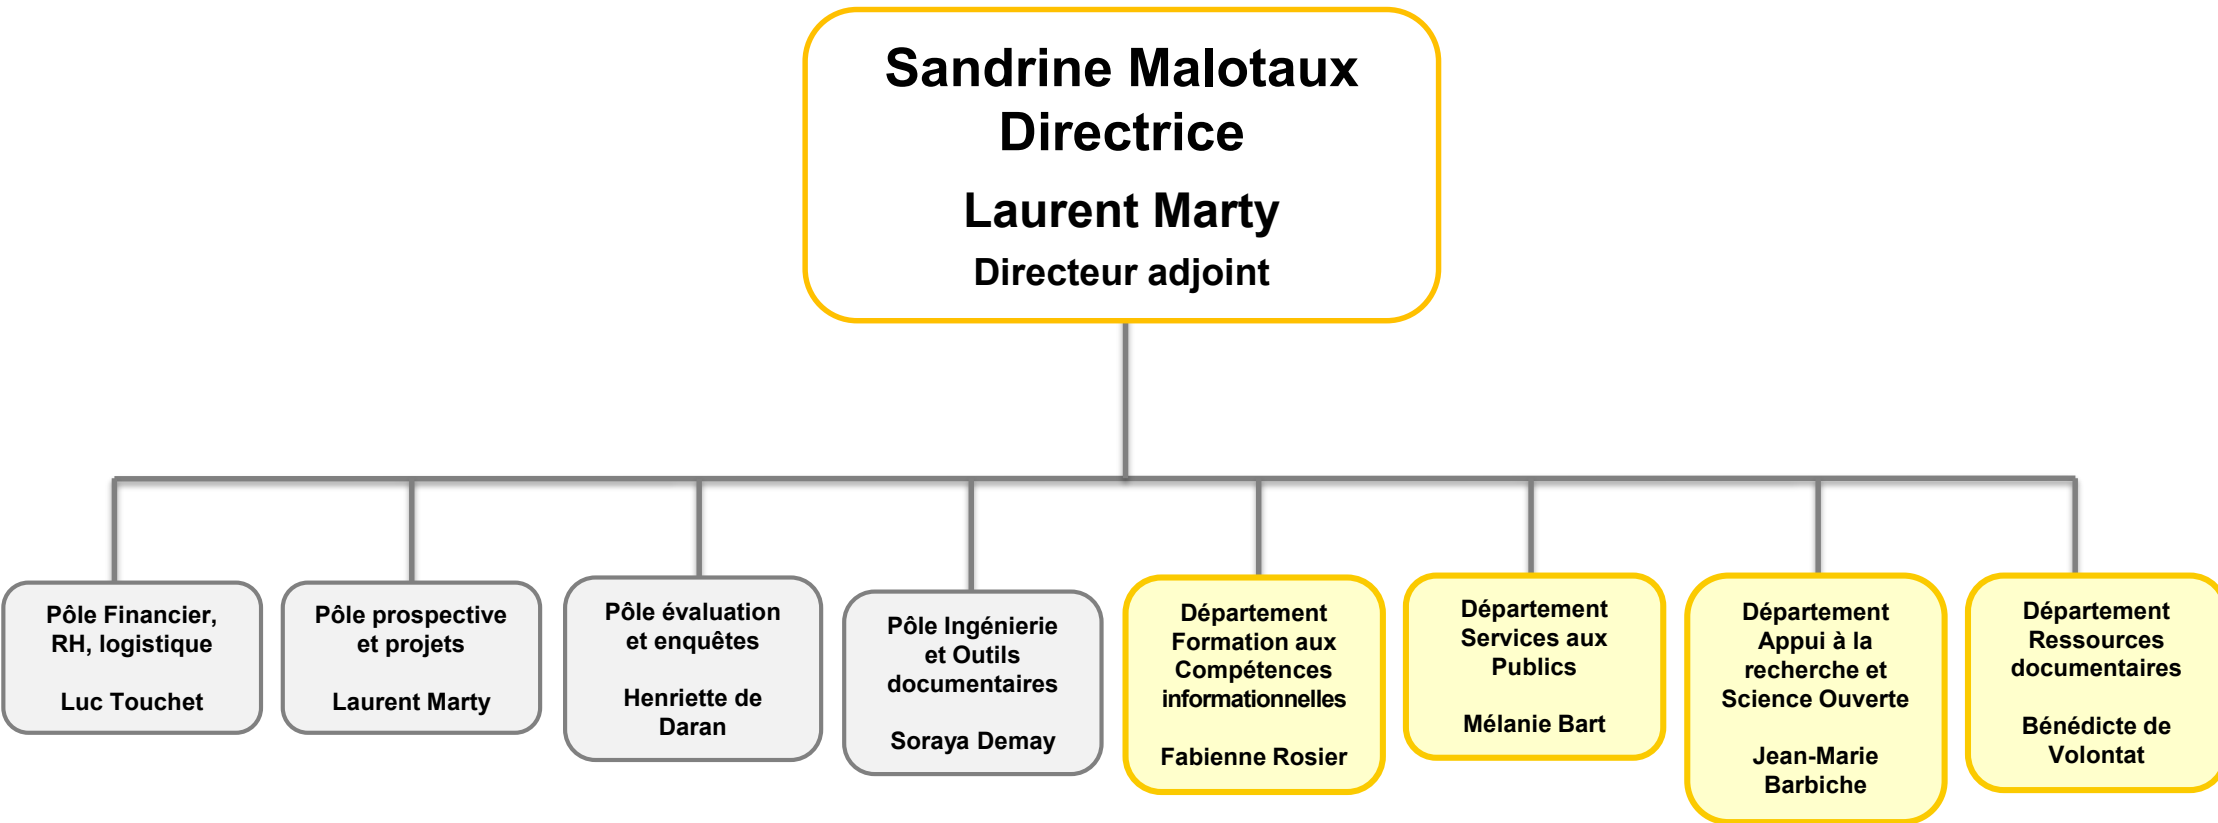 Sandrine Malotaux
Directrice
Laurent Marty
Directeur adjoint
Pôle Financier,
RH, logistique
Luc Touchet
Pôle prospective
et projets
Laurent Marty
Pôle évaluation
et enquêtes
Henriette de
Daran
Pôle Ingénierie
et Outils
documentaires
Soraya Demay
Département
Formation aux
Compétences
informationnelles
Fabienne Rosier
Département
Services aux
Publics
Mélanie Bart
Département
Appui à la
recherche et
Science Ouverte
Jean-Marie
Barbiche
Département
Ressources
documentaires
Bénédicte de
Volontat